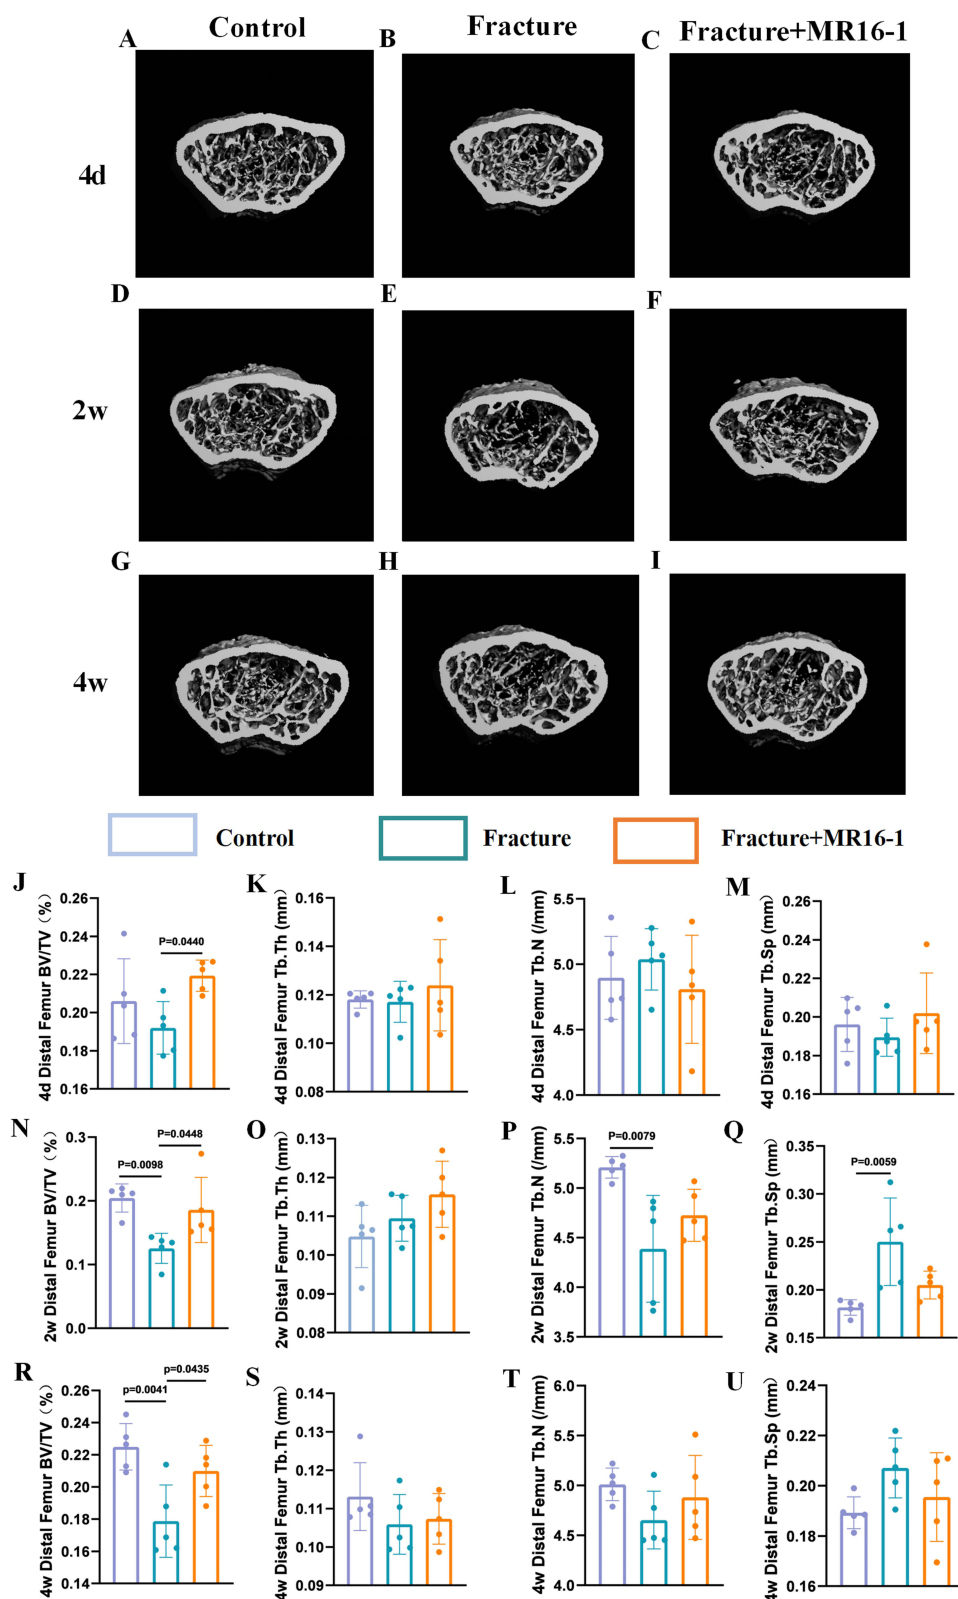 Control Fracture Fracture+MR16-1
A B C
4d
D E F
2w
G H I
4w
Control Fracture Fracture+MR16-1
J
4d Distal Femur BV/TV（%）
0.26
0.24
0.22
0.20
0.18
0.16
P=0.0440
K
4d Distal Femur Tb.Th (mm)
0.16
0.14
0.12
0.10
0.08
L
4d Distal Femur Tb.N (/mm)
5.5
5.0
4.5
4.0
M
4d Distal Femur Tb.Sp (mm)
0.26
0.24
0.22
0.20
0.18
0.16
N
2w Distal Femur BV/TV（%）
0.3
0.2
0.1
0.0
P=0.0448
P=0.0098
O
2w Distal Femur Tb.Th (mm)
0.13
0.12
0.11
0.10
0.09
0.08
P
2w Distal Femur Tb.N (/mm)
5.5
5.0
4.5
4.0
3.5
P=0.0079
Q
2w Distal Femur Tb.Sp (mm)
0.35
0.30
0.25
0.20
0.15
P=0.0059
R
4w Distal Femur BV/TV（%）
0.26
0.24
0.22
0.20
0.18
0.16
0.14
p=0.0435
p=0.0041
S
4w Distal Femur Tb.Th (mm)
0.14
0.13
0.12
0.11
0.10
0.09
T
4w Distal Femur Tb.N (/mm)
6.0
5.5
5.0
4.5
4.0
U
4w Distal Femur Tb.Sp (mm)
0.24
0.22
0.20
0.18
0.16